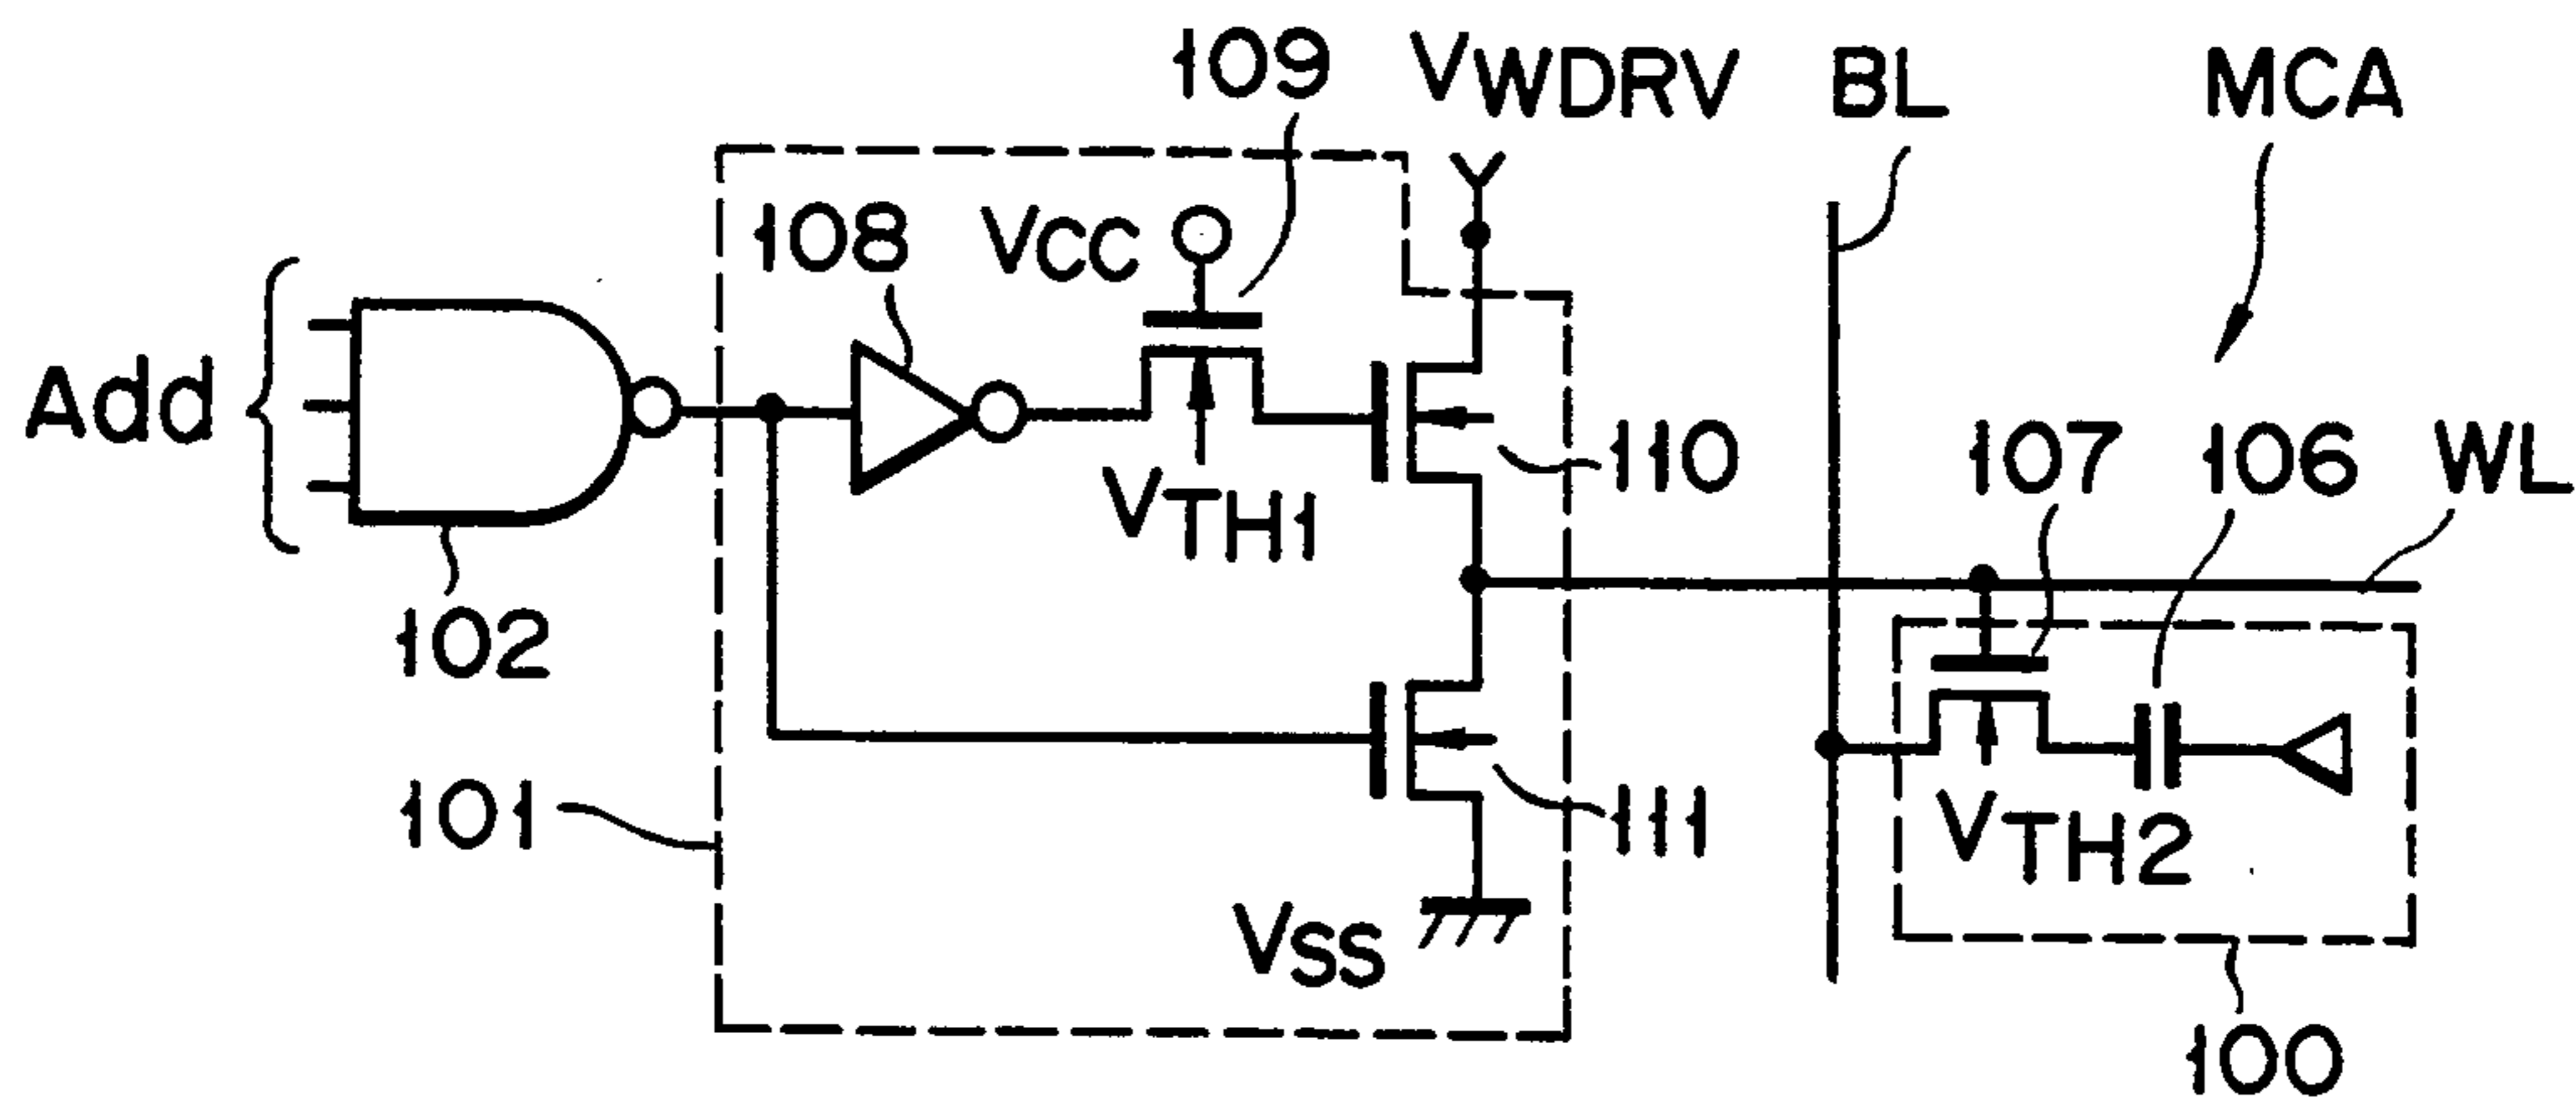 109
VWDRV
BL
MCA
108
VCC
Add
VTH1
110
107
106
WL
102
101
111
VTH2
VSS
100